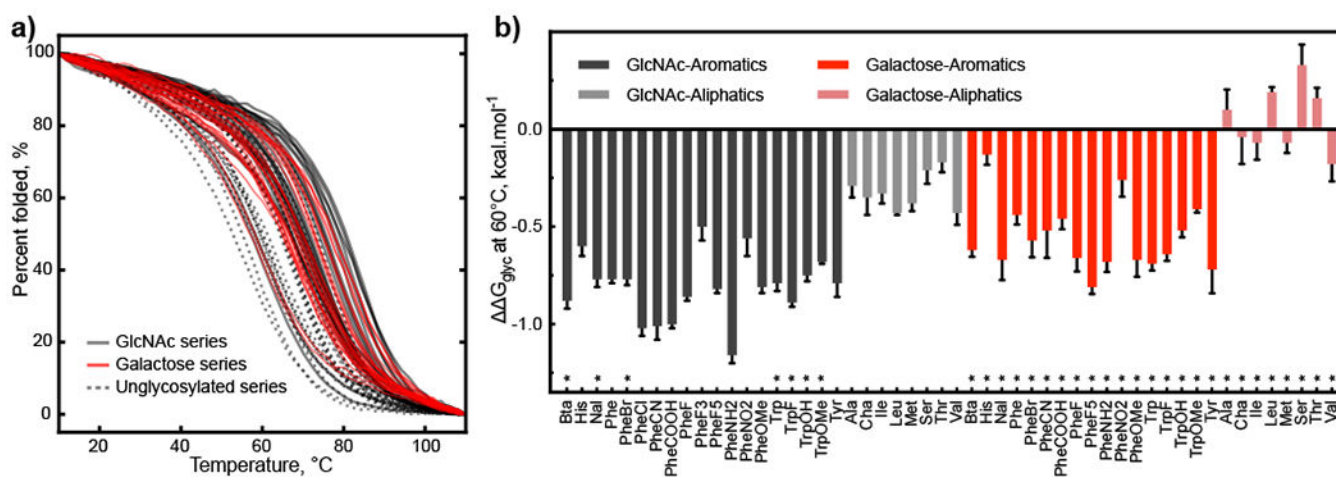 a)
Percent folded, %
100
80
60
40
20
0
GlcNAc series
Galactose series
Unglycosylated series
20 40 60 80 100
Temperature, °C
b)
GlcNAc-Aromatics
GlcNAc-Aliphatics
Galactose-Aromatics
Galactose-Aliphatics
ΔΔGglyc at 60°C, kcal.mol-1
0.0
-0.5
-1.0
* * * * * * * * * * * * * * * * * * * * * * * * * * * * * *
Bta His Nal Phe PheBr PheCl PheCN PheCOOH PheF PheF3 PheF5 PheNH2 PheNO2 PheOMe Trp TrpF TrpOH TrpOMe Tyr Ala Cha Ile Leu Met Ser Thr Val Bta His Nal Phe PheBr PheCN PheCOOH PheF PheF5 PheNH2 PheNO2 PheOMe Trp TrpF TrpOH TrpOMe Tyr Ala Cha Ile Leu Met Ser Thr Val